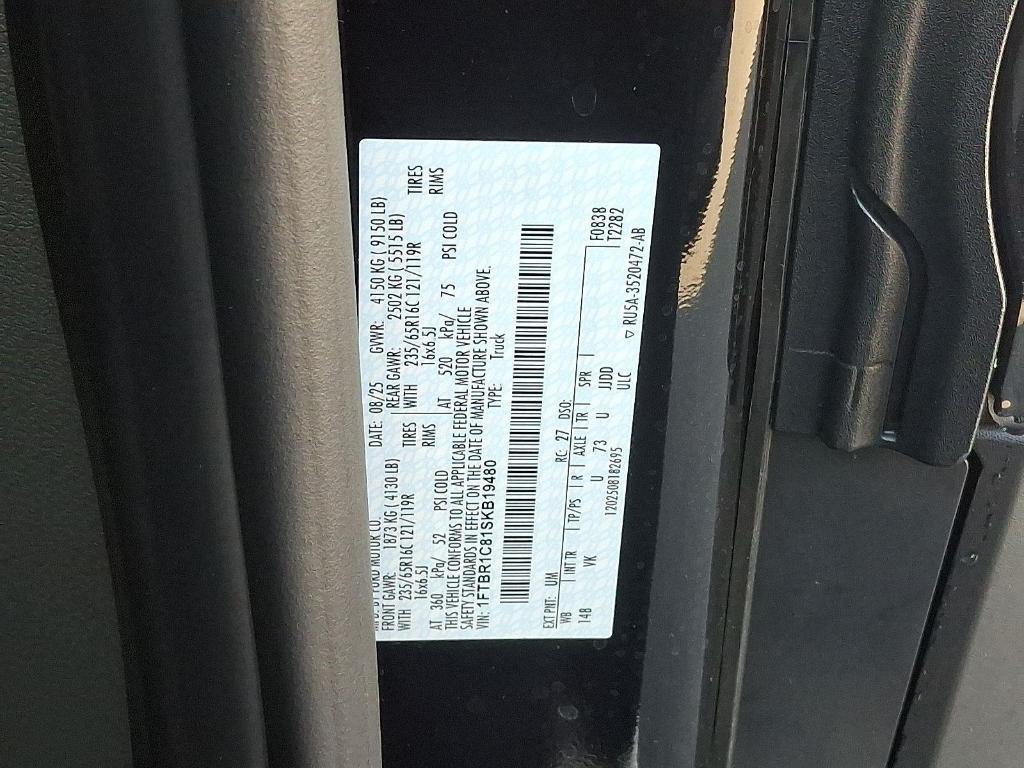 FORD MOTOR CO. DATE: 08/25 GVWR: 4150 KG ( 9150 LB)
FRONT GAWR: 1873 KG ( 4130 LB) REAR GAWR: 2502 KG ( 5515 LB)
WITH 235/65R16C 121/119R TIRES WITH 235/65R16C 121/119R TIRES
16x6.5J RIMS 16x6.5J RIMS
AT 360 kPa/ 52 PSI COLD AT 520 kPa/ 75 PSI COLD
THIS VEHICLE CONFORMS TO ALL APPLICABLE FEDERAL MOTOR VEHICLE
SAFETY STANDARDS IN EFFECT ON THE DATE OF MANUFACTURE SHOWN ABOVE.
VIN: 1FTBR1C81SKB19480 TYPE: Truck
EXT PNT: UM RC: 27 DSO:
WB INT TR TP/PS R AXLE TR SPR F0838
148 VK U 73 U JJDD T2282
1202508182695 ULC
▽ RUSA-3520472-AB